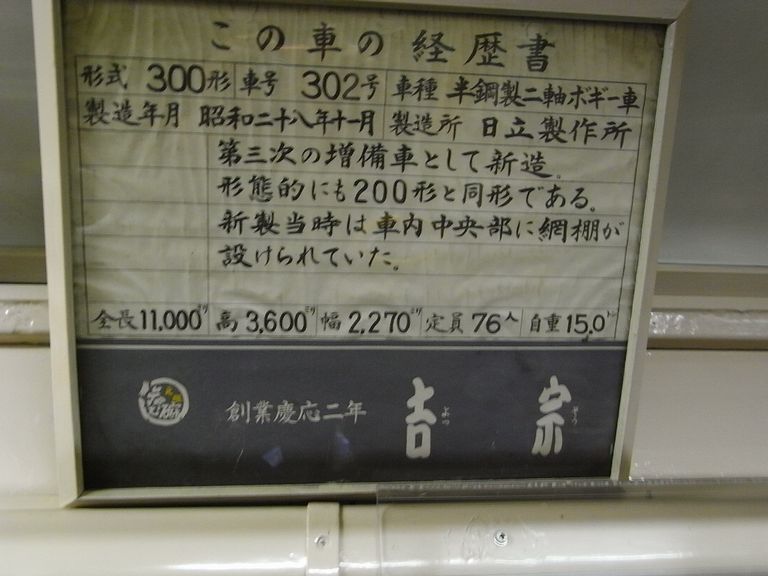 この車の経歴書
形式 300形 車号 302号 車種 半鋼製二軸ボギー車
製造年月 昭和二十八年十一月 製造所 日立製作所
第三次の増備車として新造。
形態的にも200形と同形である。
新製当時は車内中央部に網棚が
設けられていた。
全長11,000ミリ 高3,600ミリ 幅2,270ミリ 定員76人 自重15.0トン
創業慶応二年 吉宗
よっ そう